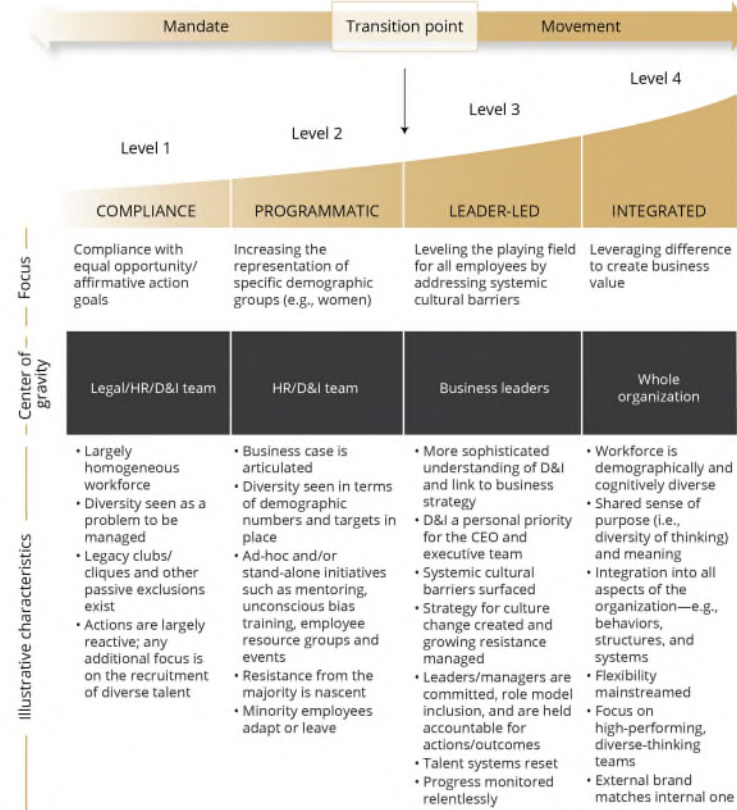 Mandate
Transition point
Movement
Level 1
Level 2
Level 3
Level 4
COMPLIANCE
PROGRAMMATIC
LEADER-LED
INTEGRATED
Focus
Compliance with
equal opportunity/
affirmative action
goals
Increasing the
representation of
specific demographic
groups (e.g., women)
Leveling the playing field
for all employees by
addressing systemic
cultural barriers
Leveraging difference
to create business
value
Center of
gravity
Legal/HR/D&I team
HR/D&I team
Business leaders
Whole
organization
Illustrative characteristics
• Largely
homogeneous
workforce
• Diversity seen as a
problem to be
managed
• Legacy clubs/
cliques and other
passive exclusions
exist
• Actions are largely
reactive; any
additional focus is
on the recruitment
of diverse talent
• Business case is
articulated
• Diversity seen in terms
of demographic
numbers and targets in
place
• Ad-hoc and/or
stand-alone initiatives
such as mentoring,
unconscious bias
training, employee
resource groups and
events
• Resistance from the
majority is nascent
• Minority employees
adapt or leave
• More sophisticated
understanding of D&I
and link to business
strategy
• D&I a personal priority
for the CEO and
executive team
• Systemic cultural
barriers surfaced
• Strategy for culture
change created and
growing resistance
managed
• Leaders/managers are
committed, role model
inclusion, and are held
accountable for
actions/outcomes
• Talent systems reset
• Progress monitored
relentlessly
• Workforce is
demographically and
cognitively diverse
• Shared sense of
purpose (i.e.,
diversity of thinking)
and meaning
• Integration into all
aspects of the
organization—e.g.,
behaviors,
structures, and
systems
• Flexibility
mainstreamed
• Focus on
high-performing,
diverse-thinking
teams
• External brand
matches internal one